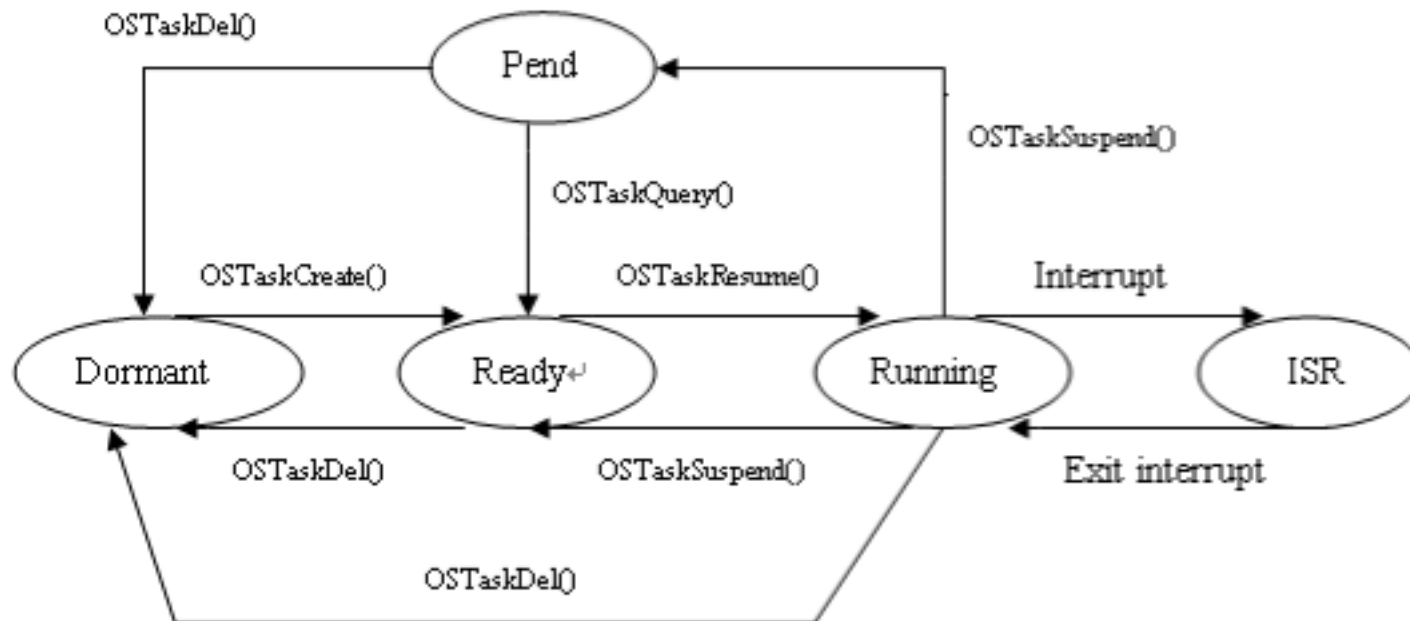 OSTaskDel()
Pend
OSTaskSuspend()
OSTaskQuery()
OSTaskCreate()
OSTaskResume()
Interrupt
Dormant
Ready↵
Running
ISR
OSTaskDel()
OSTaskSuspend()
Exit interrupt
OSTaskDel()